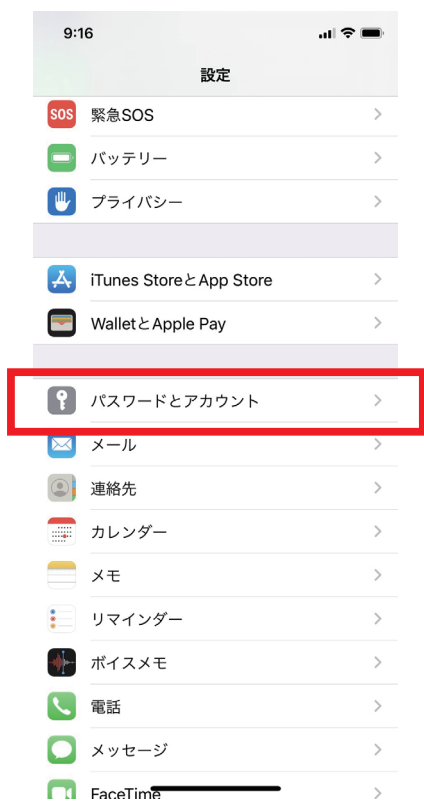 9:16
設定
SOS 緊急SOS
バッテリー
プライバシー
iTunes StoreとApp Store
WalletとApple Pay
パスワードとアカウント
メール
連絡先
カレンダー
メモ
リマインダー
ボイスメモ
電話
メッセージ
FaceTime